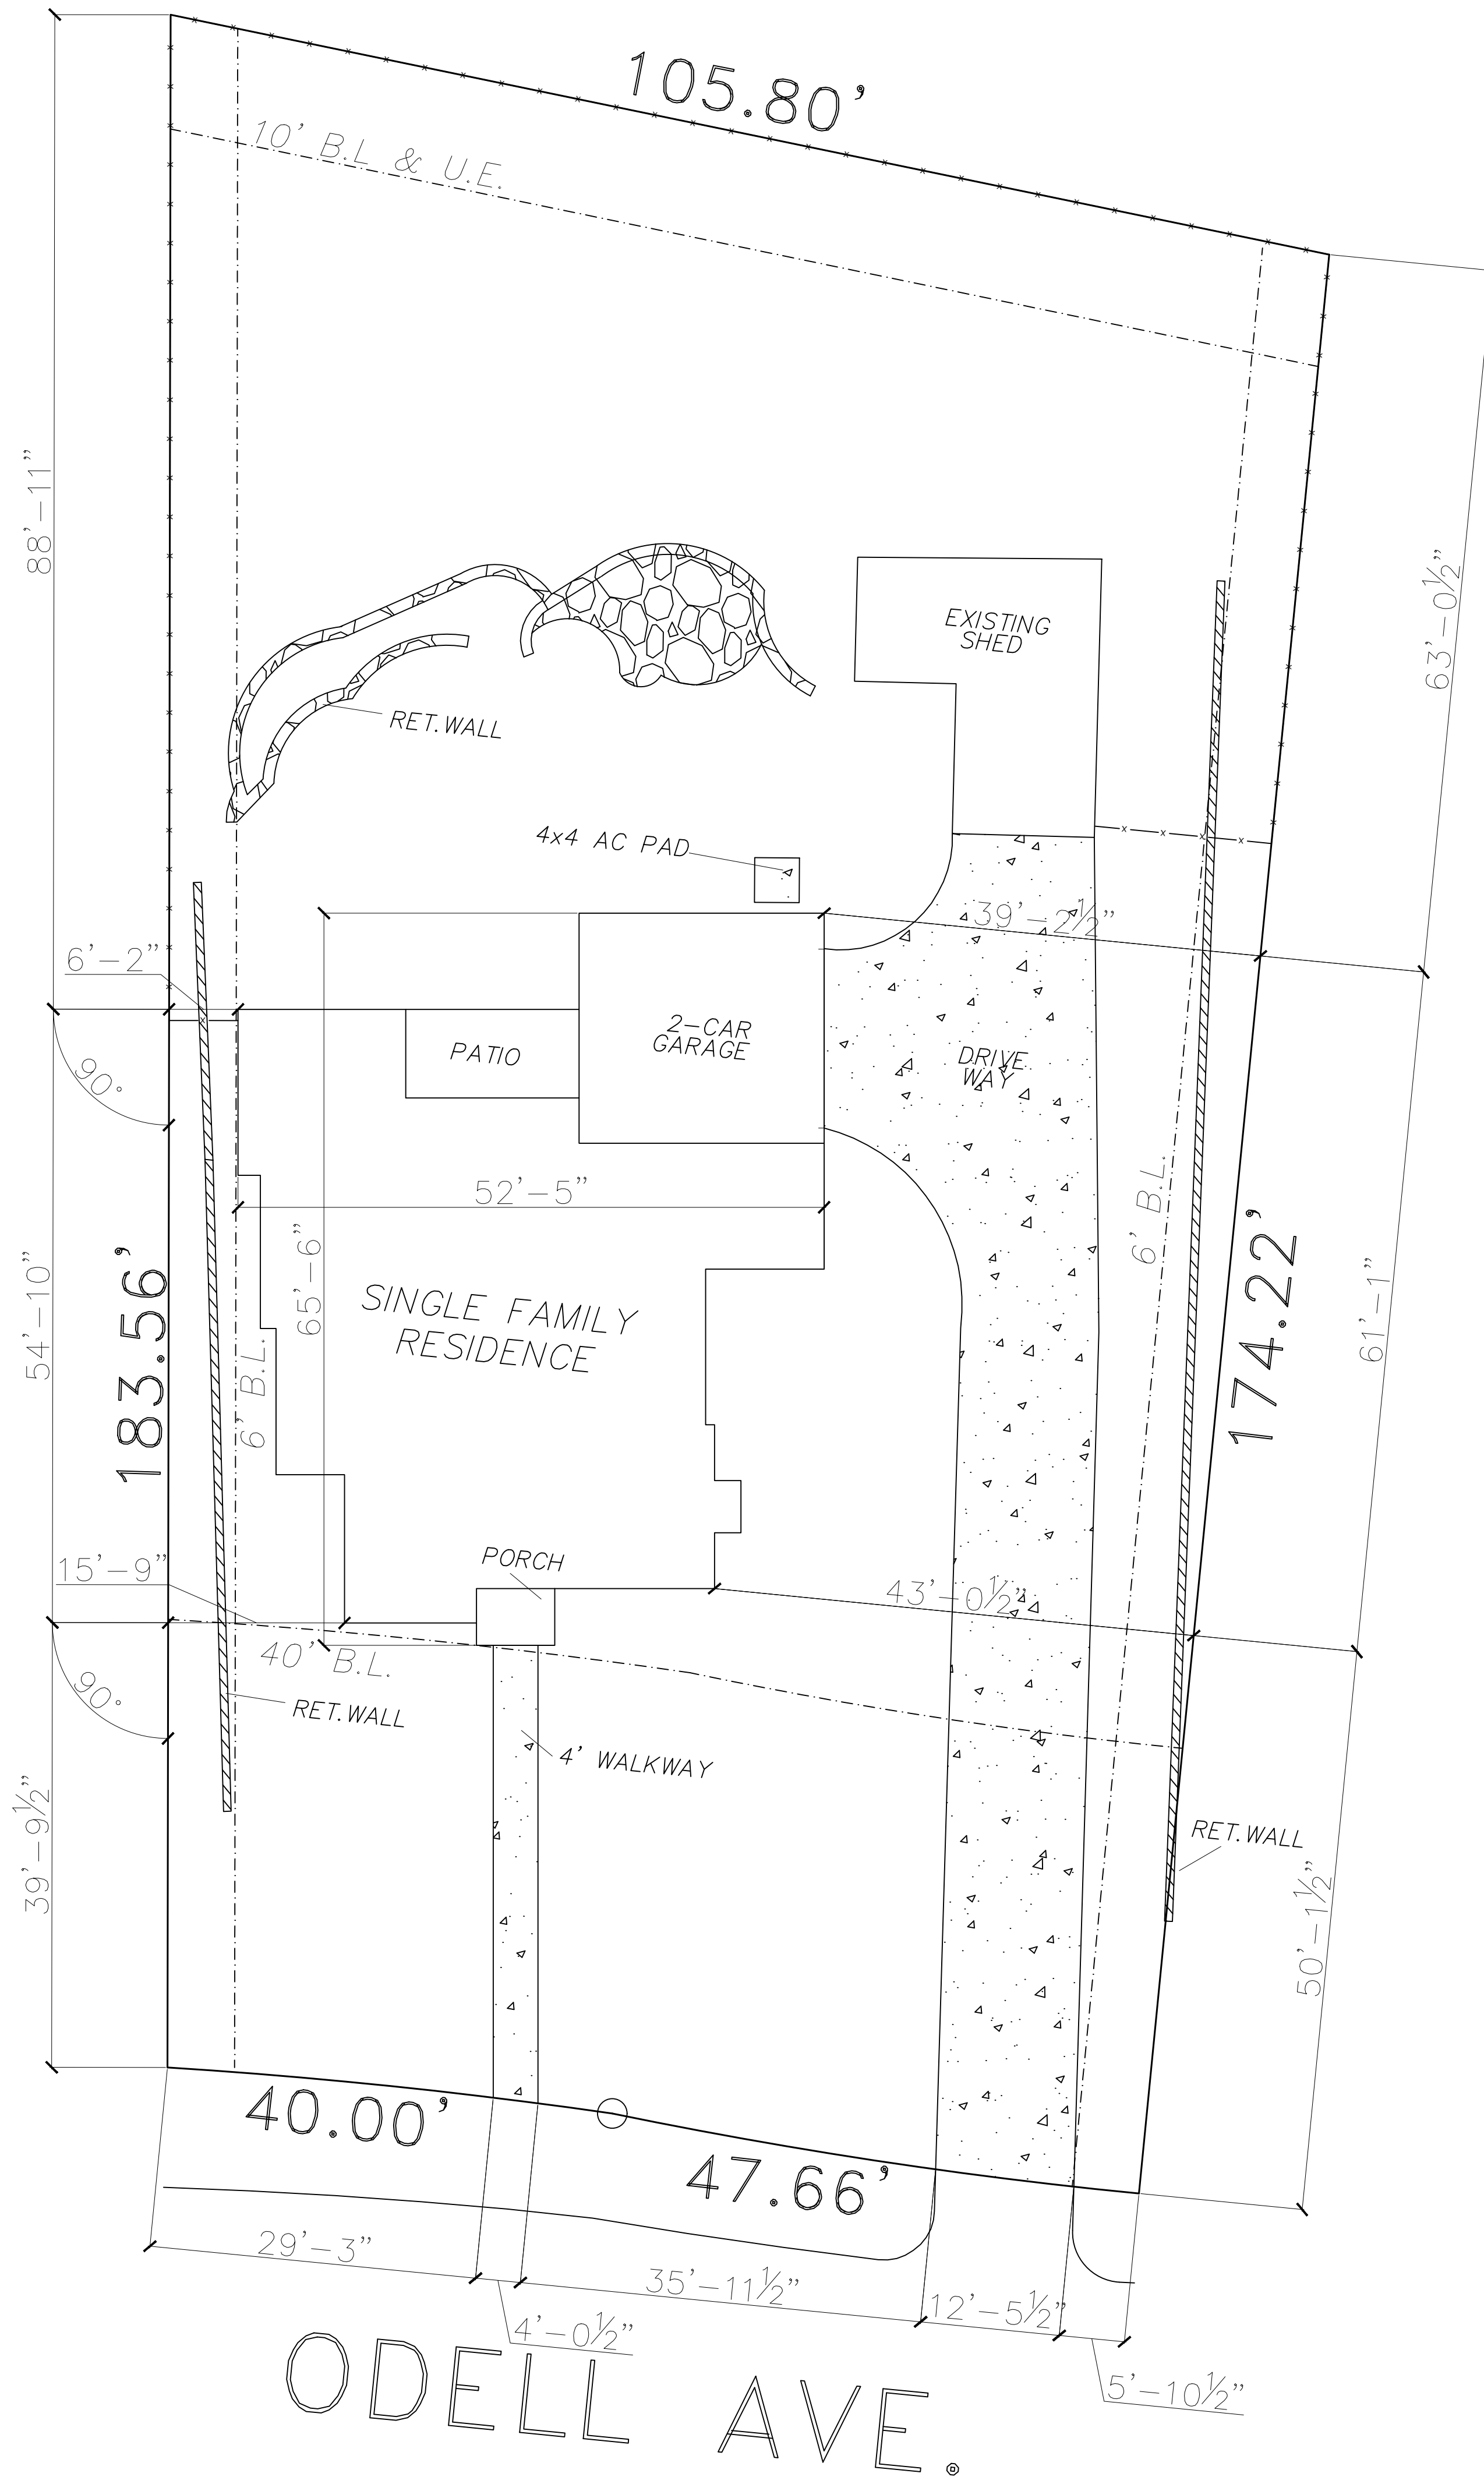 105.80'
10' B.L & U.E.
88'-11"
63'-0½"
EXISTING
SHED
RET.WALL
4x4 AC PAD
39'-2½"
6'-2"
2-CAR
GARAGE
PATIO
DRIVE
WAY
90°
52'-5"
6' B.L.
174.22'
65'-6"
54'-10"
183.56'
SINGLE FAMILY
RESIDENCE
6' B.L.
61'-1"
PORCH
15'-9"
43'-0½"
40' B.L.
90°
RET.WALL
4' WALKWAY
39'-9½"
RET.WALL
50'-1½"
40.00'
47.66'
29'-3"
35'-11½"
12'-5½"
4'-0½"
5'-10½"
ODELL AVE.